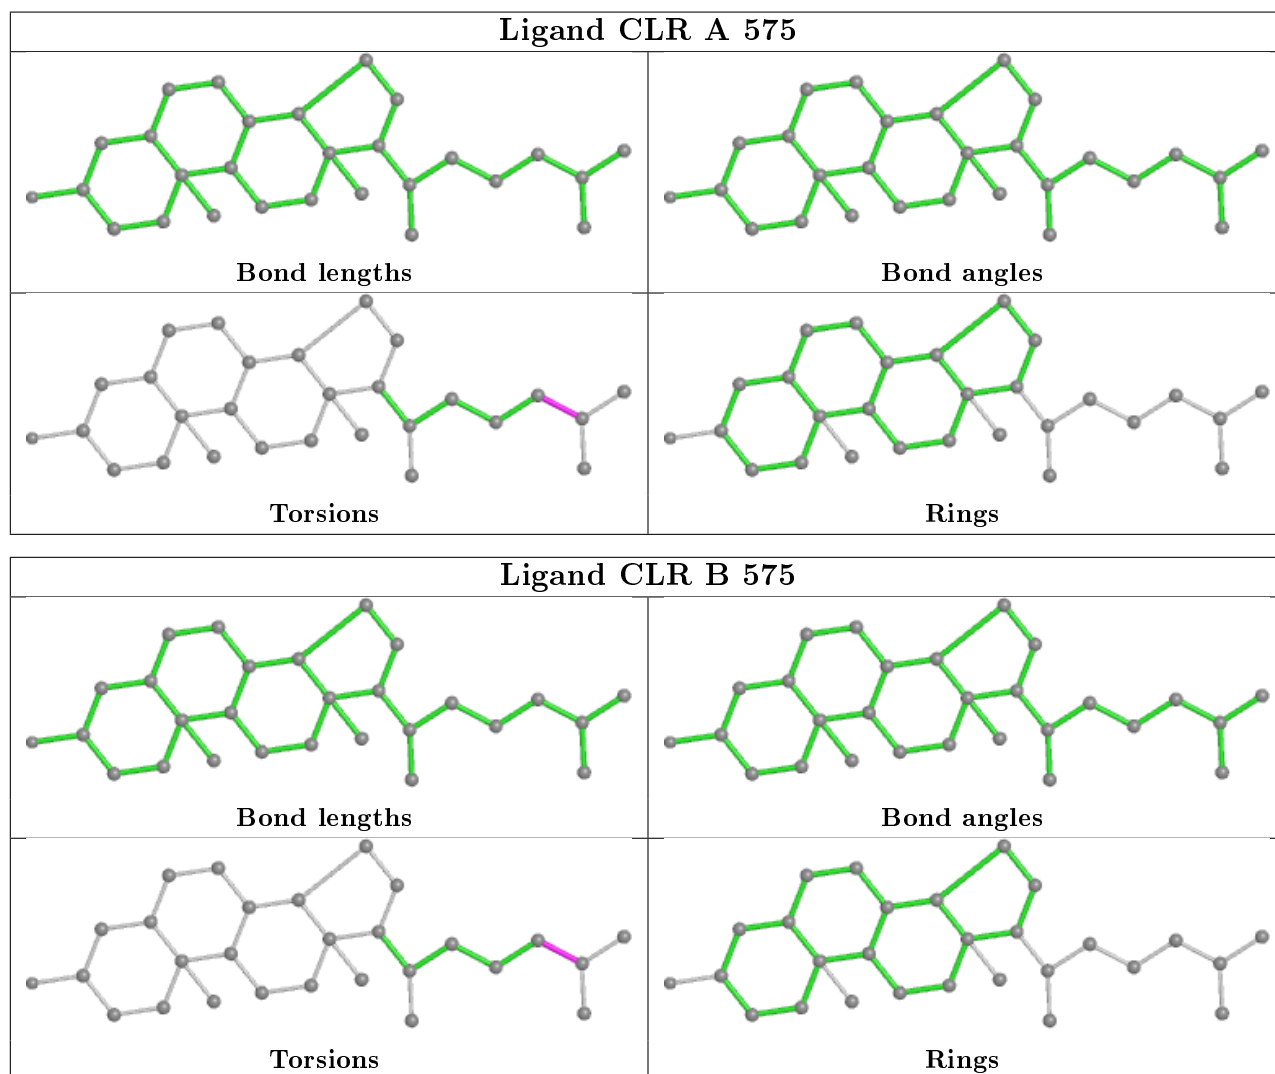 Ligand CLR A 575
Bond lengths
Bond angles
Torsions
Rings
Ligand CLR B 575
Bond lengths
Bond angles
Torsions
Rings